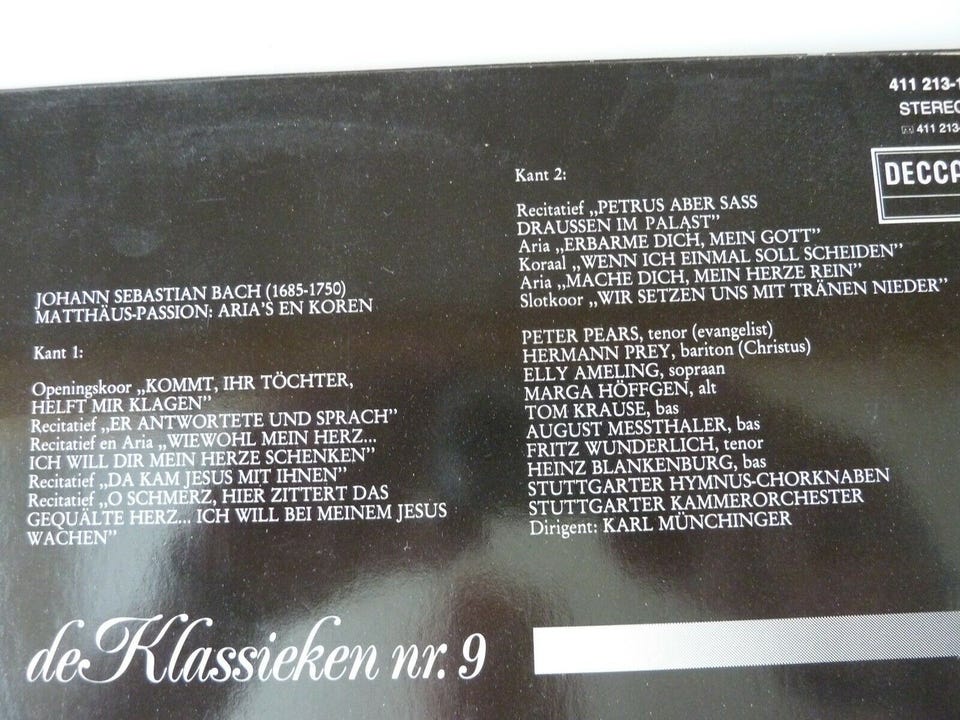 411 213-1
STEREO
411 213-
DECCA
JOHANN SEBASTIAN BACH (1685-1750)
MATTHÄUS-PASSION: ARIA'S EN KOREN
Kant 1:
Openingskoor „KOMMT, IHR TÖCHTER,
HELFT MIR KLAGEN”
Recitatief „ER ANTWORTETE UND SPRACH”
Recitatief en Aria „WIEWOHL MEIN HERZ...
ICH WILL DIR MEIN HERZE SCHENKEN”
Recitatief „DA KAM JESUS MIT IHNEN”
Recitatief „O SCHMERZ, HIER ZITTERT DAS
GEQUÄLTE HERZ... ICH WILL BEI MEINEM JESUS
WACHEN”
Kant 2:
Recitatief „PETRUS ABER SASS
DRAUSSEN IM PALAST”
Aria „ERBARME DICH, MEIN GOTT”
Koraal „WENN ICH EINMAL SOLL SCHEIDEN”
Aria „MACHE DICH, MEIN HERZE REIN”
Slotkoor „WIR SETZEN UNS MIT TRÄNEN NIEDER”
PETER PEARS, tenor (evangelist)
HERMANN PREY, bariton (Christus)
ELLY AMELING, sopraan
MARGA HÖFFGEN, alt
TOM KRAUSE, bas
AUGUST MESSTHALER, bas
FRITZ WUNDERLICH, tenor
HEINZ BLANKENBURG, bas
STUTTGARTER HYMNUS-CHORKNABEN
STUTTGARTER KAMMERORCHESTER
Dirigent: KARL MÜNCHINGER
de Klassieken nr. 9